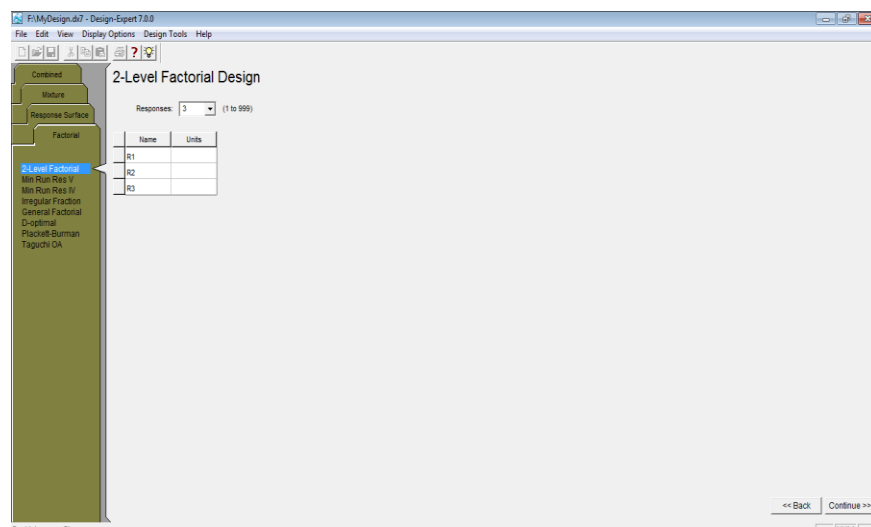 F:\MyDesign.dx7 - Design-Expert 7.0.0
File Edit View Display Options Design Tools Help
Combined
Mixture
Response Surface
Factorial
2-Level Factorial
Min Run Res V
Min Run Res IV
Irregular Fraction
General Factorial
D-optimal
Plackett-Burman
Taguchi OA
2-Level Factorial Design
Responses: 3 (1 to 999)
Name Units
R1
R2
R3
<< Back Continue >>